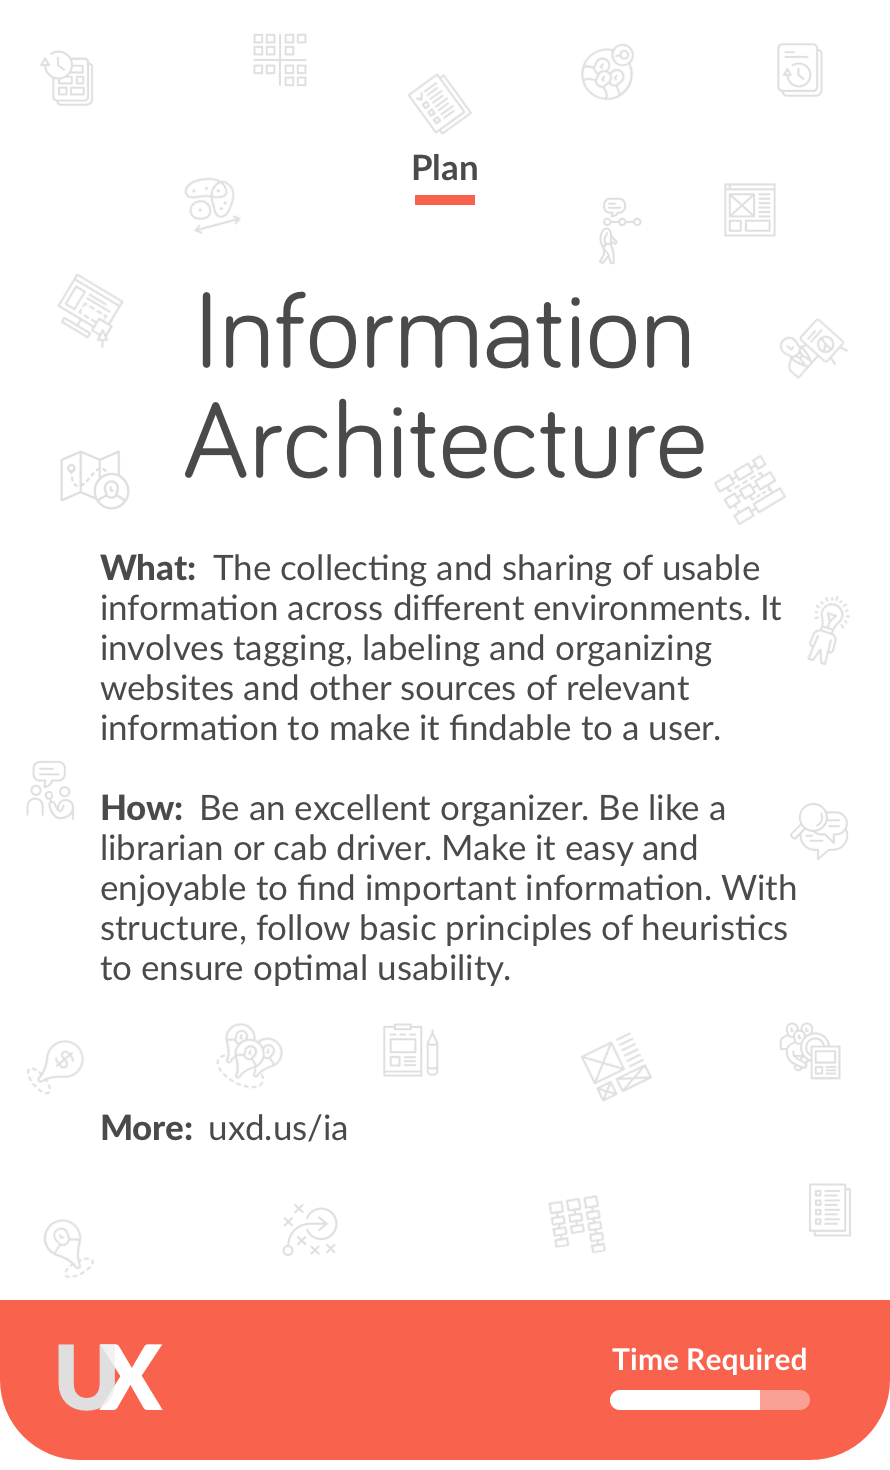 Plan
Information
Architecture
What: The collecting and sharing of usable
information across different environments. It
involves tagging, labeling and organizing
websites and other sources of relevant
information to make it findable to a user.
How: Be an excellent organizer. Be like a
librarian or cab driver. Make it easy and
enjoyable to find important information. With
structure, follow basic principles of heuristics
to ensure optimal usability.
More: uxd.us/ia
UX
Time Required